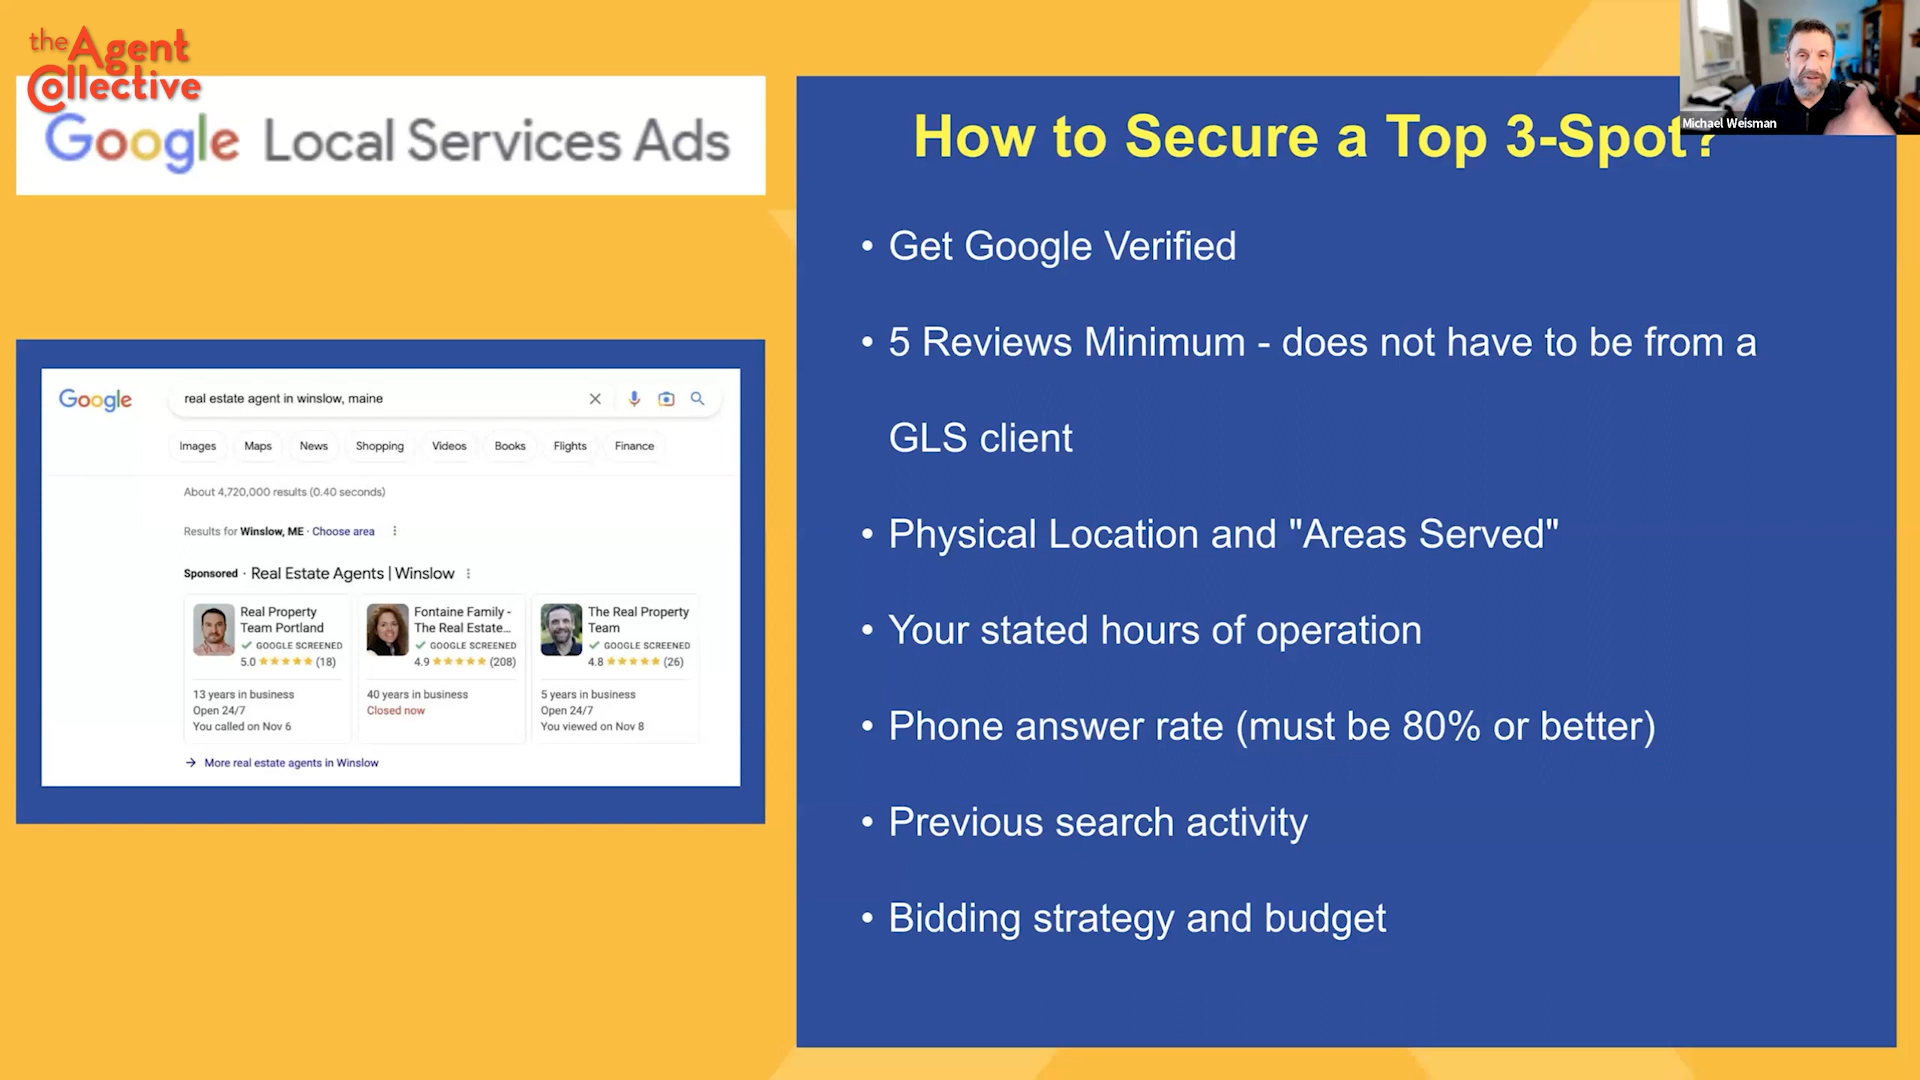 the Agent
Collective
Google Local Services Ads
Google
real estate agent in winslow, maine
Images Maps News Shopping Videos Books Flights Finance
About 4,720,000 results (0.40 seconds)
Results for Winslow, ME · Choose area
Sponsored · Real Estate Agents | Winslow
Real Property
Team Portland
GOOGLE SCREENED
5.0 (18)
13 years in business
Open 24/7
You called on Nov 6
Fontaine Family -
The Real Estate...
GOOGLE SCREENED
4.9 (208)
40 years in business
Closed now
The Real Property
Team
GOOGLE SCREENED
4.8 (26)
5 years in business
Open 24/7
You viewed on Nov 8
More real estate agents in Winslow
How to Secure a Top 3-Spot?
• Get Google Verified
• 5 Reviews Minimum - does not have to be from a
GLS client
• Physical Location and "Areas Served"
• Your stated hours of operation
• Phone answer rate (must be 80% or better)
• Previous search activity
• Bidding strategy and budget
Michael Weisman